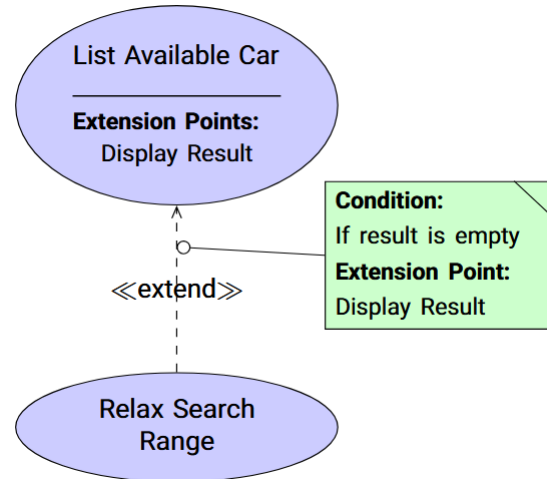 List Available Car
Extension Points:
Display Result
Condition:
If result is empty
Extension Point:
Display Result
≪extend≫
Relax Search
Range